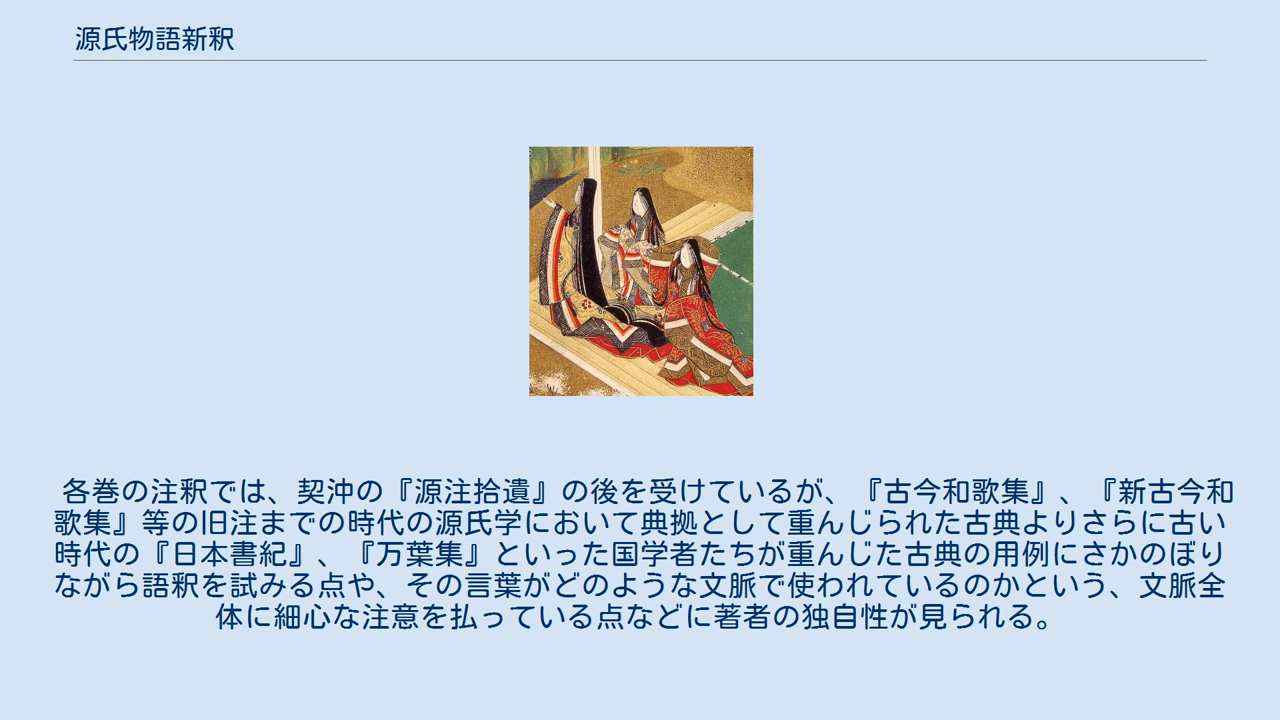 源氏物語新釈
各巻の注釈では、契沖の『源注拾遺』の後を受けているが、『古今和歌集』、『新古今和
歌集』等の旧注までの時代の源氏学において典拠として重んじられた古典よりさらに古い
時代の『日本書紀』、『万葉集』といった国学者たちが重んじた古典の用例にさかのぼり
ながら語釈を試みる点や、その言葉がどのような文脈で使われているのかという、文脈全
体に細心な注意を払っている点などに著者の独自性が見られる。